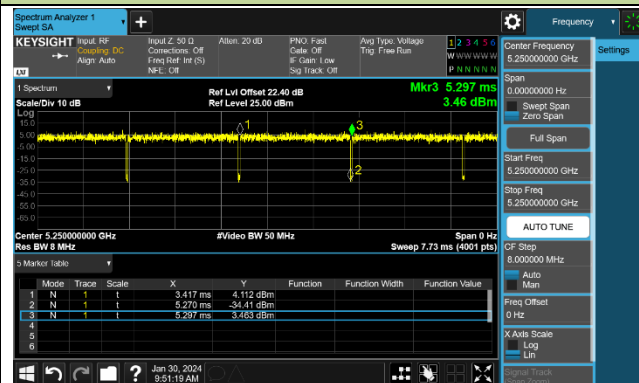 Spectrum Analyzer 1
Swept SA
+
Frequency
KEYSIGHT
Input: RF
Coupling: DC
Align: Auto
Input Z: 50 Ω
Corrections: Off
Freq Ref: Int (S)
NFE: Off
Atten: 20 dB
PNO: Fast
Gate: Off
IF Gain: Low
Sig Track: Off
Avg Type: Voltage
Trig: Free Run
1 2 3 4 5 6
W W W W W W
P N N N N N
LXI
1 Spectrum
Scale/Div 10 dB
Log
Ref Lvl Offset 22.40 dB
Ref Level 25.00 dBm
Mkr3 5.297 ms
3.46 dBm
15.0
5.00
-5.00
-15.0
-25.0
-35.0
-45.0
-55.0
-65.0
1
3
2
Center 5.250000000 GHz
Res BW 8 MHz
#Video BW 50 MHz
Span 0 Hz
Sweep 7.73 ms (4001 pts)
5 Marker Table
Mode Trace Scale X Y Function Function Width Function Value
1 N 1 t 3.417 ms 4.112 dBm
2 N 1 t 5.270 ms -34.41 dBm
3 N 1 t 5.297 ms 3.463 dBm
4
5
6
Jan 30, 2024
9:51:19 AM
?
Center Frequency
5.25000000 GHz
Settings
Span
0.00000000 Hz
Swept Span
Zero Span
Full Span
Start Freq
5.25000000 GHz
Stop Freq
5.25000000 GHz
AUTO TUNE
CF Step
8.000000 MHz
Auto
Man
Freq Offset
0 Hz
X Axis Scale
Log
Lin
Signal Track
(Span Zoom)